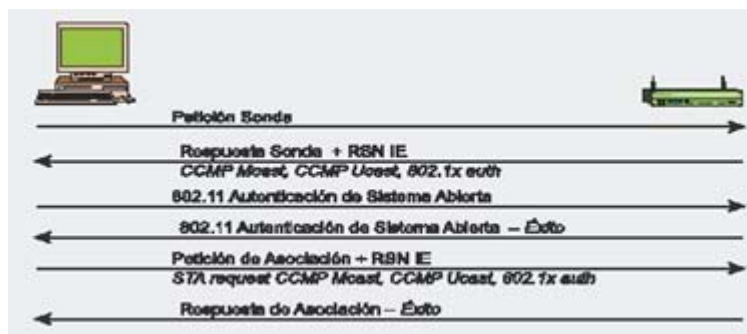 Petición Sonda
Respuesta Sonda + RSN IE
CCMP Mcast, CCMP Ucast, 802.1x auth
802.11 Autenticación de Sistema Abierta
802.11 Autenticación de Sistema Abierta – Éxito
Petición de Asociación + RSN IE
STA request CCMP Mcast, CCMP Ucast, 802.1x auth
Respuesta de Asociación – Éxito